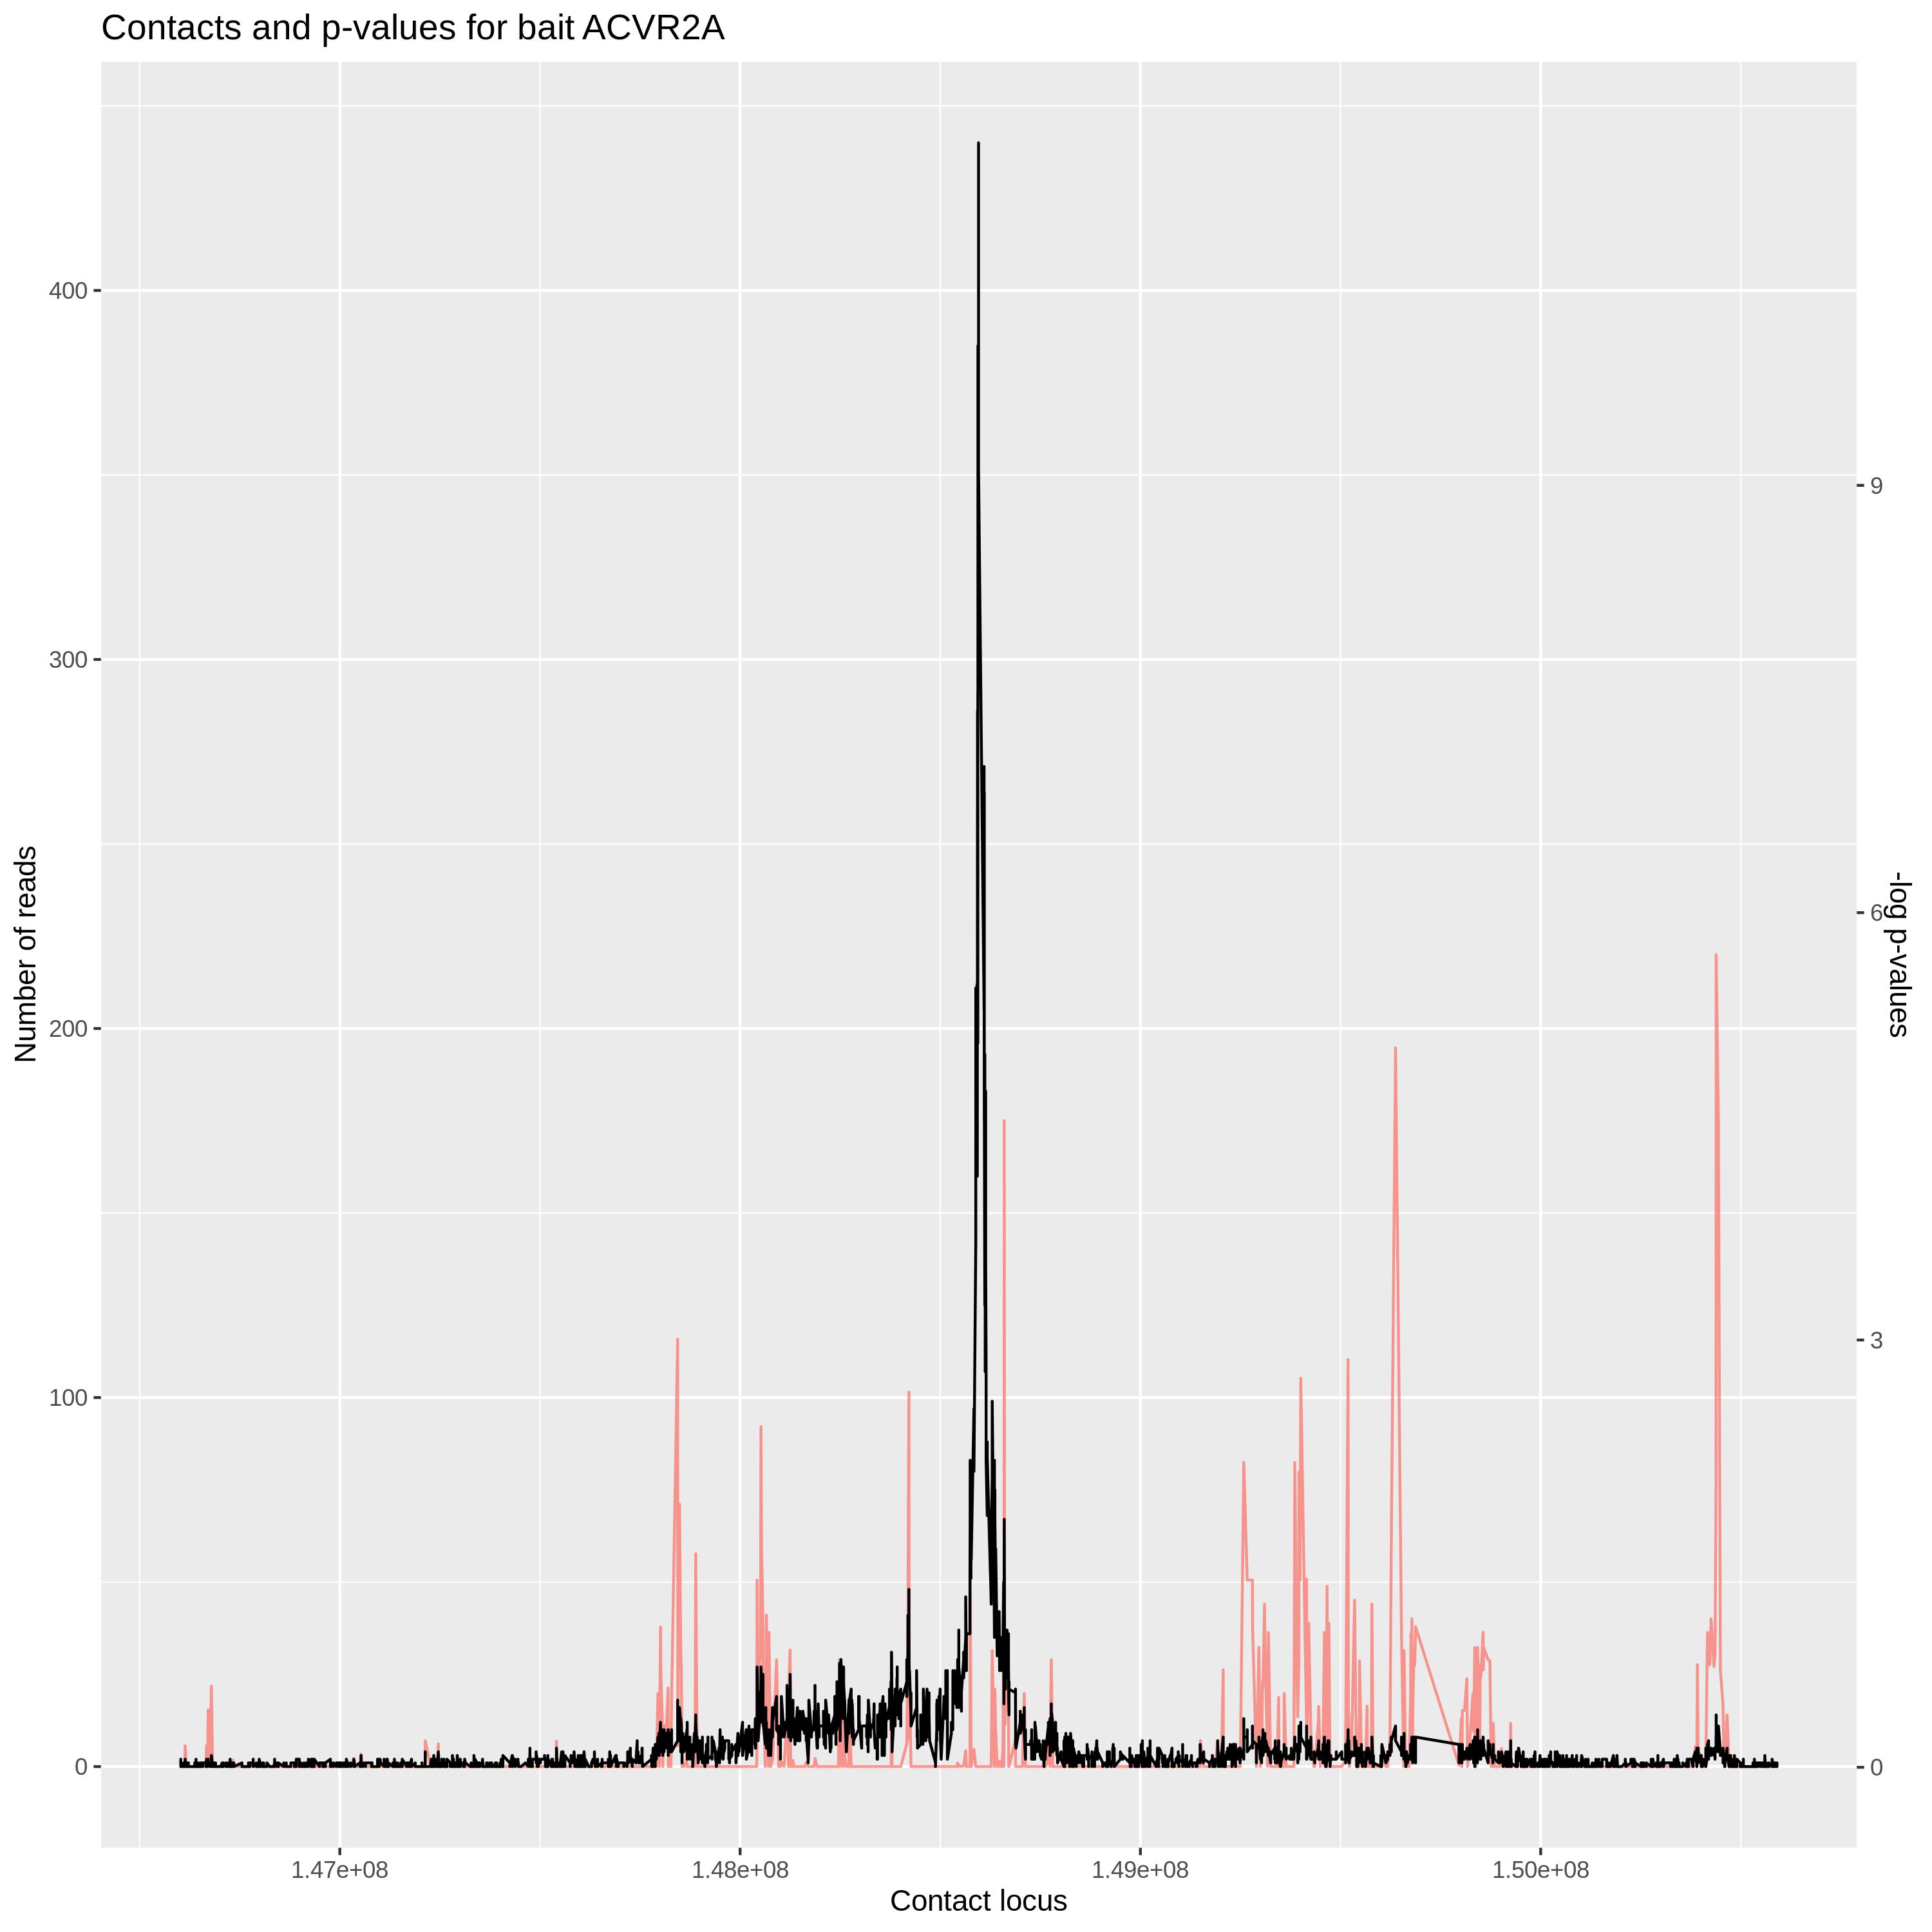 Contacts and p-values for bait ACVR2A
Number of reads
400
300
200
100
0
9
6
3
0
-log p-values
1.47e+08
1.48e+08
1.49e+08
1.50e+08
Contact locus